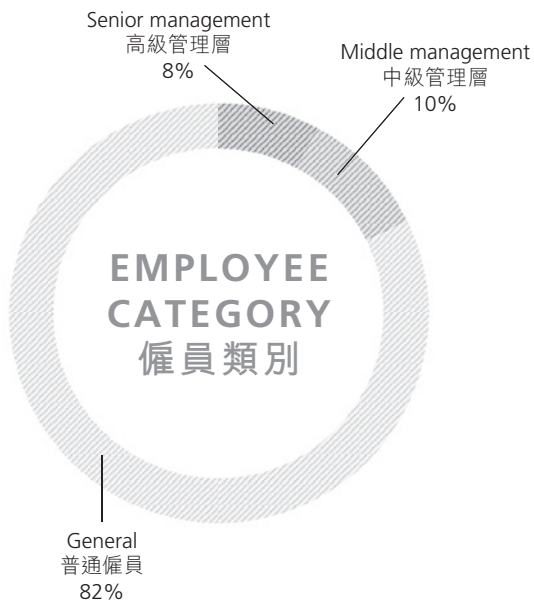 Senior management
高級管理層
8%
Middle management
中級管理層
10%
EMPLOYEE
CATEGORY
僱員類別
General
普通僱員
82%